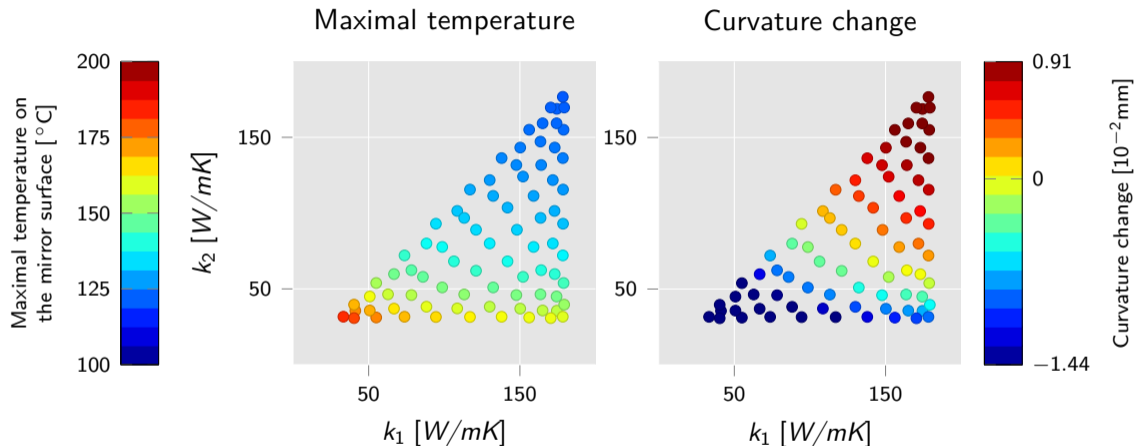 Maximal temperature
Curvature change
Maximal temperature on
the mirror surface [°C]
200
175
150
125
100
k₂ [W/mK]
150
50
50
150
k₁ [W/mK]
150
50
50
150
k₁ [W/mK]
0.91
0
−1.44
Curvature change [10⁻²mm]